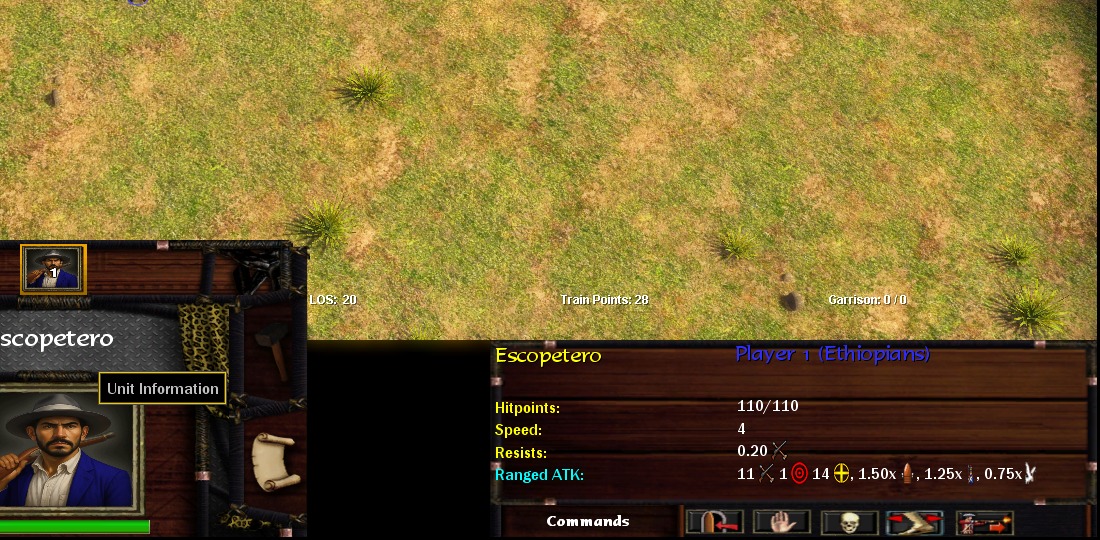 1
LOS: 20 Train Points: 28 Garrison: 0 / 0
scopetero
Unit Information
Escopetero Player 1 (Ethiopians)
Hitpoints: 110/110
Speed: 4
Resists: 0.20
Ranged ATK: 11 1 14 , 1.50x , 1.25x , 0.75x
Commands